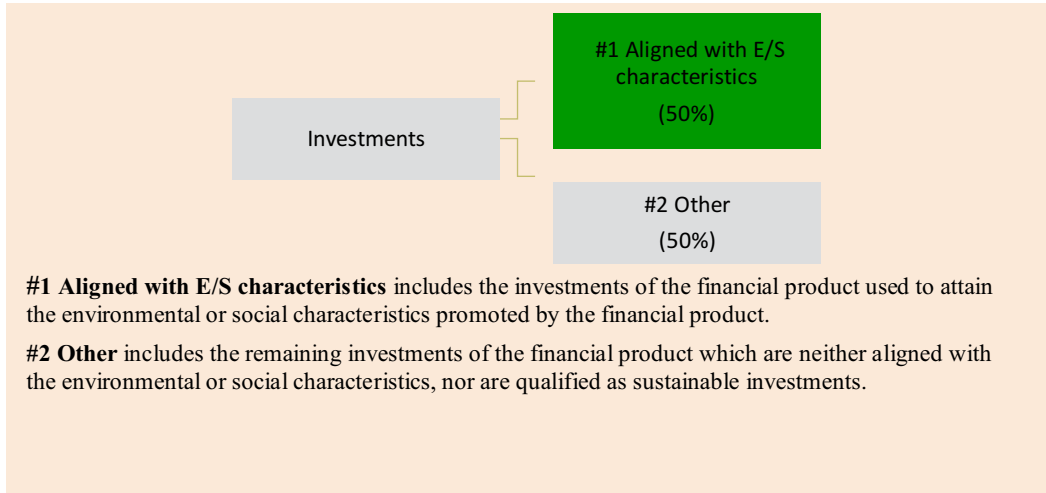 #1 Aligned with E/S
characteristics
(50%)
Investments
#2 Other
(50%)
#1 Aligned with E/S characteristics includes the investments of the financial product used to attain
the environmental or social characteristics promoted by the financial product.
#2 Other includes the remaining investments of the financial product which are neither aligned with
the environmental or social characteristics, nor are qualified as sustainable investments.